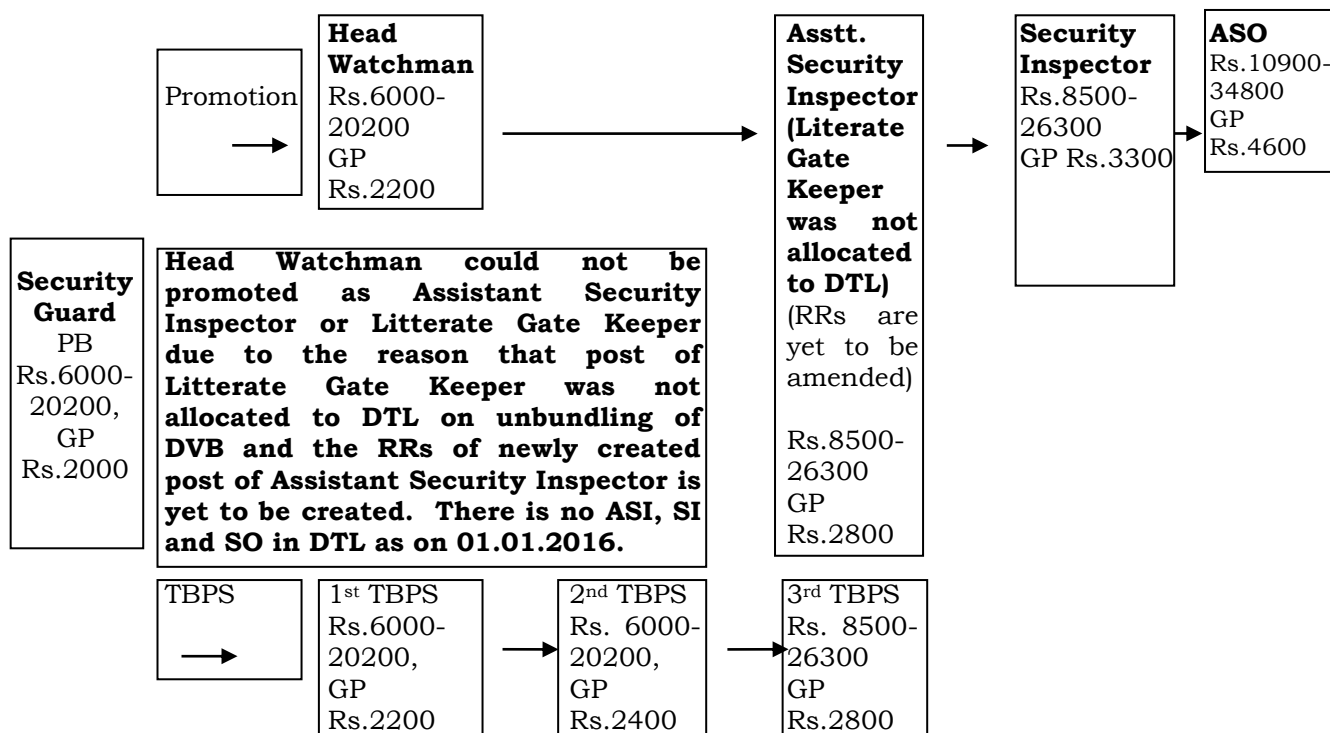 Promotion
Head
Watchman
Rs.6000-
20200
GP
Rs.2200
Asstt.
Security
Inspector
(Literate
Gate
Keeper
was not
allocated
to DTL)
(RRs are
yet to be
amended)
Rs.8500-
26300
GP
Rs.2800
Security
Inspector
Rs.8500-
26300
GP Rs.3300
ASO
Rs.10900-
34800
GP
Rs.4600
Security
Guard
PB
Rs.6000-
20200,
GP
Rs.2000
Head Watchman could not be
promoted as Assistant Security
Inspector or Litterate Gate Keeper
due to the reason that post of
Litterate Gate Keeper was not
allocated to DTL on unbundling of
DVB and the RRs of newly created
post of Assistant Security Inspector is
yet to be created. There is no ASI, SI
and SO in DTL as on 01.01.2016.
TBPS
1st TBPS
Rs.6000-
20200,
GP
Rs.2200
2nd TBPS
Rs. 6000-
20200,
GP
Rs.2400
3rd TBPS
Rs. 8500-
26300
GP
Rs.2800